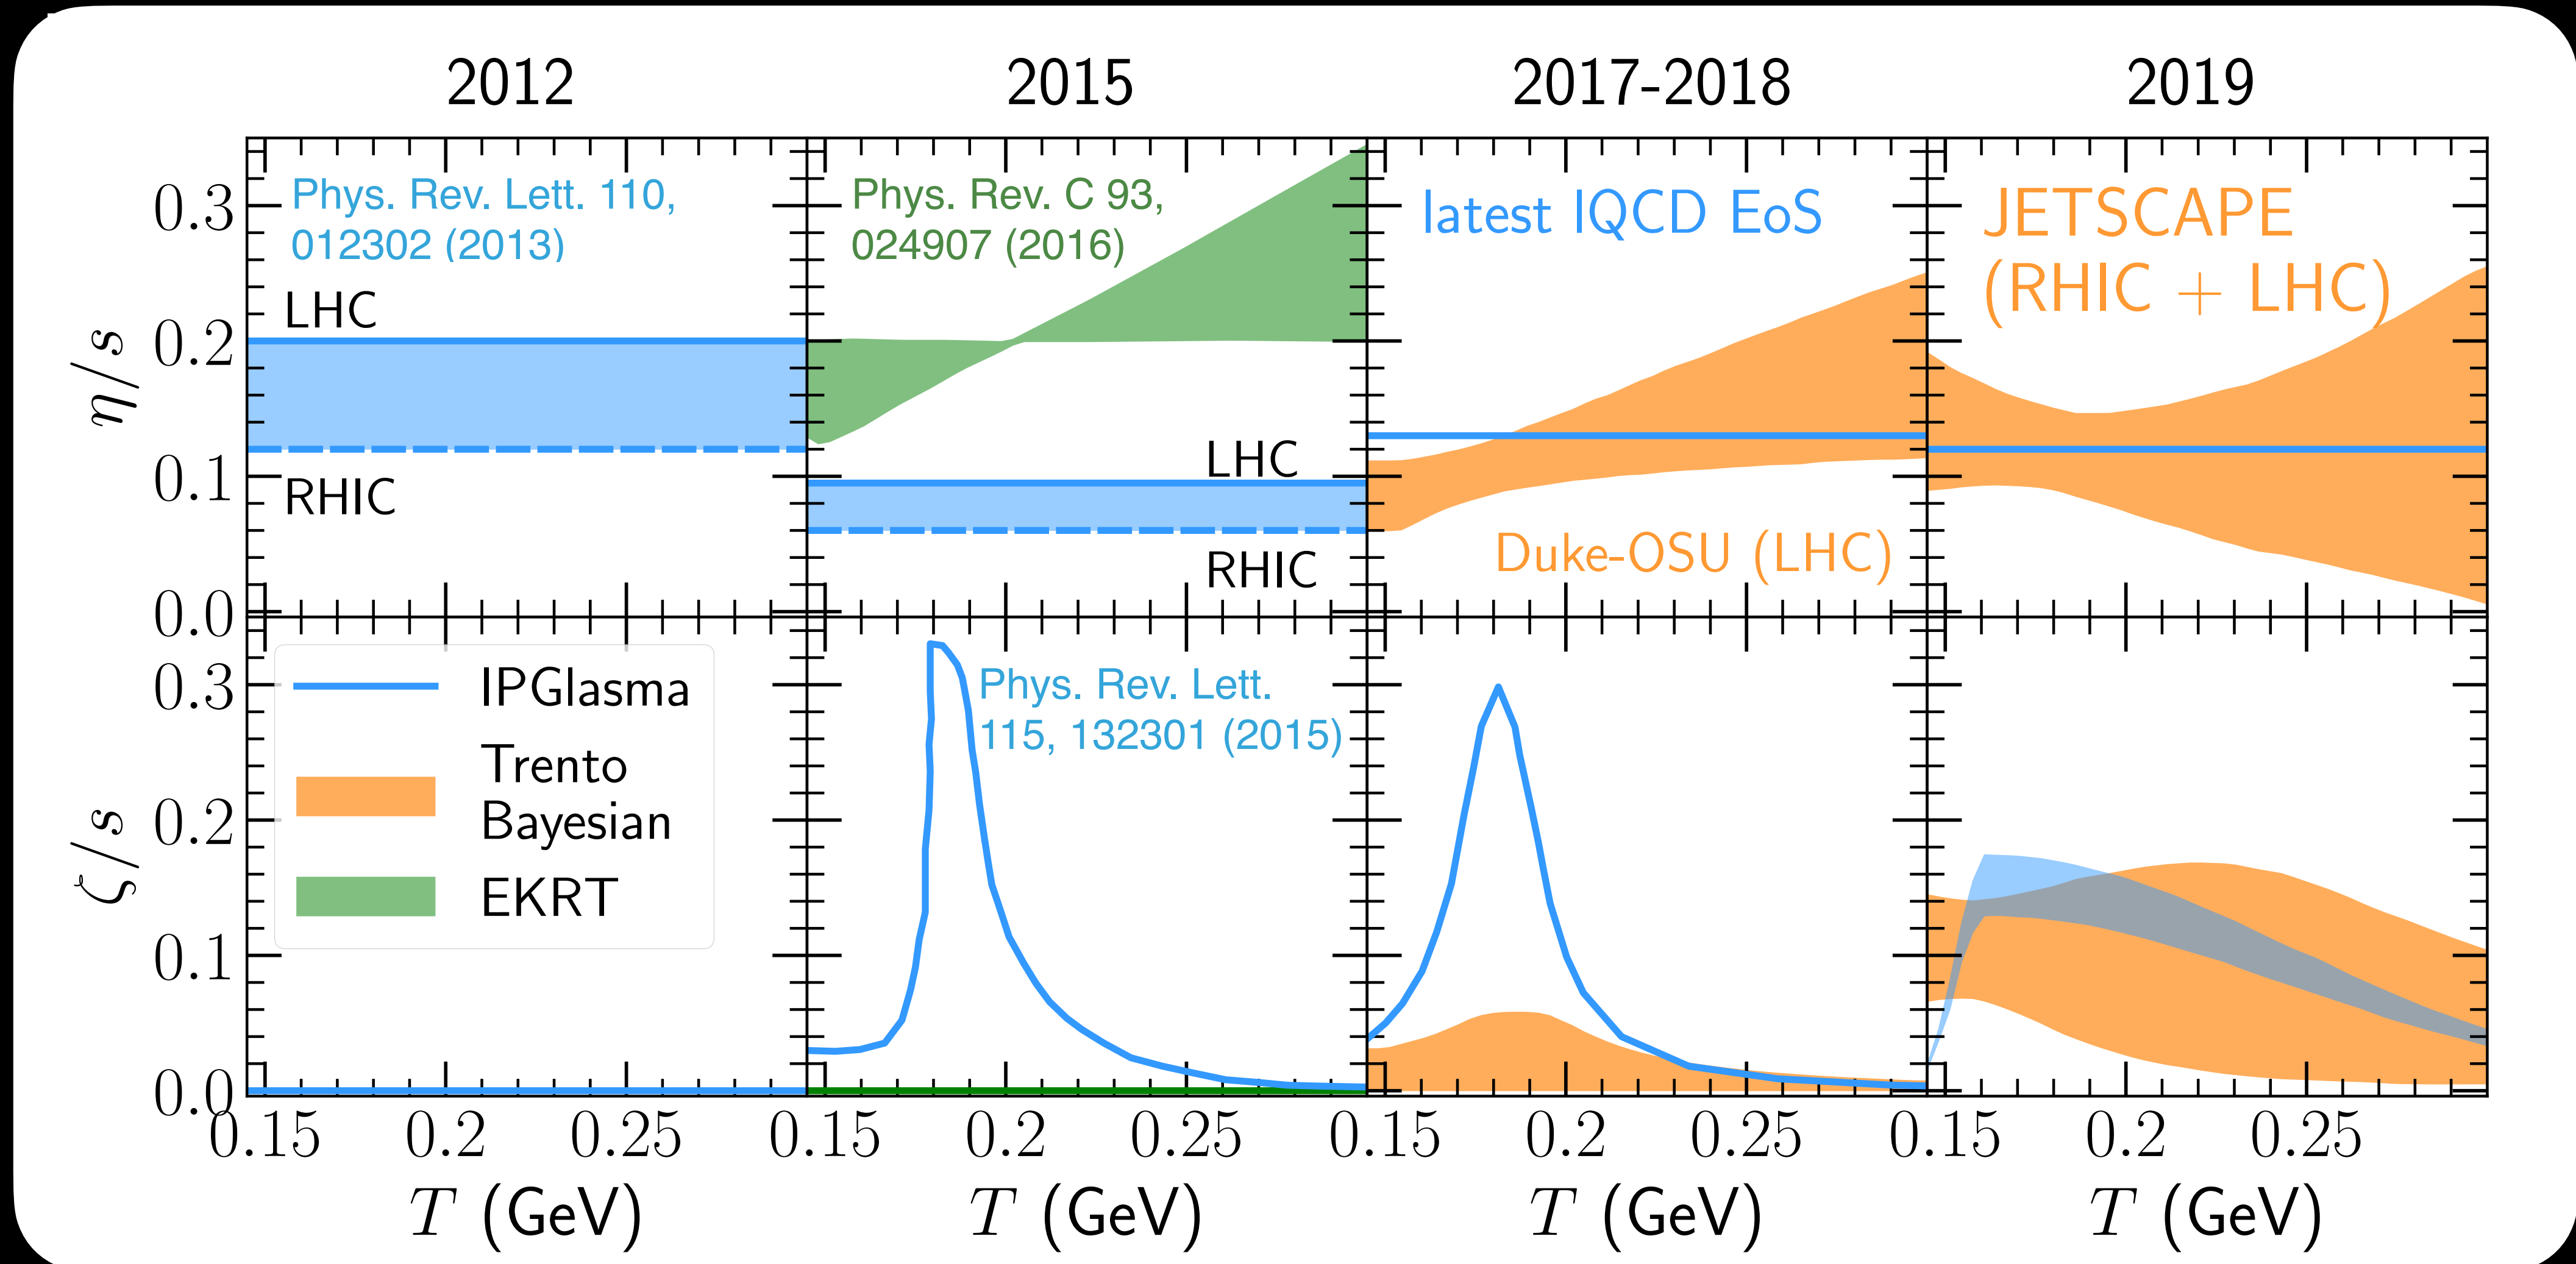 2012
2015
2017-2018
2019
Phys. Rev. Lett. 110,
012302 (2013)
LHC
RHIC
Phys. Rev. C 93,
024907 (2016)
LHC
RHIC
latest lQCD EoS
Duke-OSU (LHC)
JETSCAPE
(RHIC + LHC)
η/s
0.3
0.2
0.1
0.0
IPGlasma
Trento
Bayesian
EKRT
Phys. Rev. Lett.
115, 132301 (2015)
ζ/s
0.3
0.2
0.1
0.0
0.15 0.2 0.25 0.15 0.2 0.25 0.15 0.2 0.25 0.15 0.2 0.25
T (GeV) T (GeV) T (GeV) T (GeV)